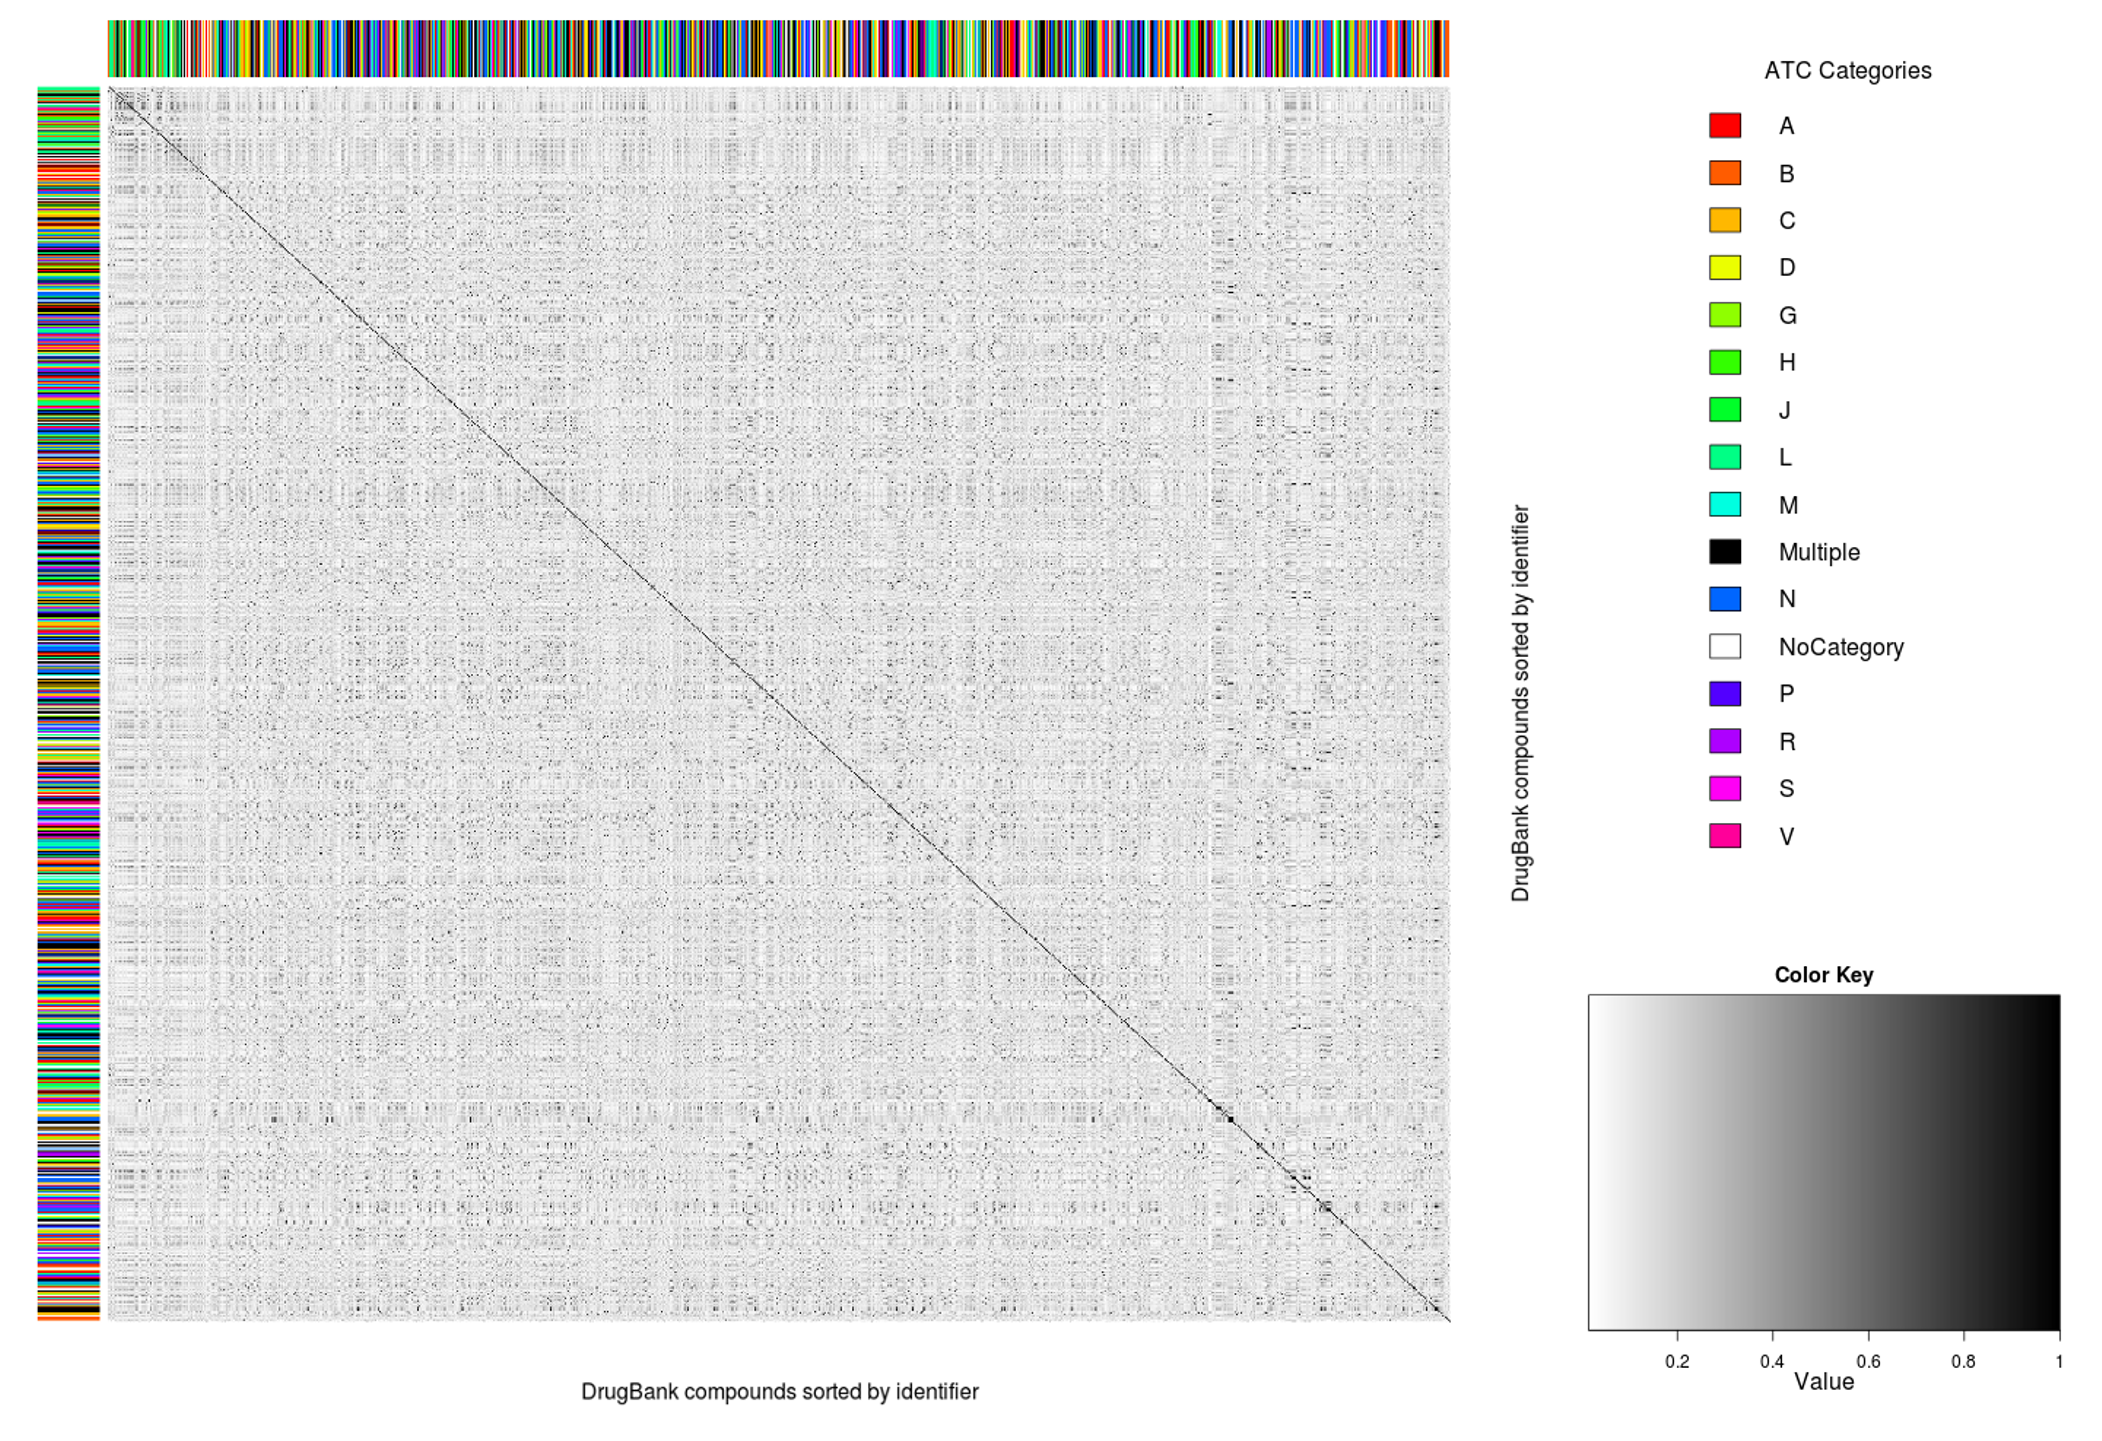 ATC Categories
A
B
C
D
G
H
J
L
M
Multiple
N
NoCategory
P
R
S
V
DrugBank compounds sorted by identifier
Color Key
0.2 0.4 0.6 0.8 1
Value
DrugBank compounds sorted by identifier